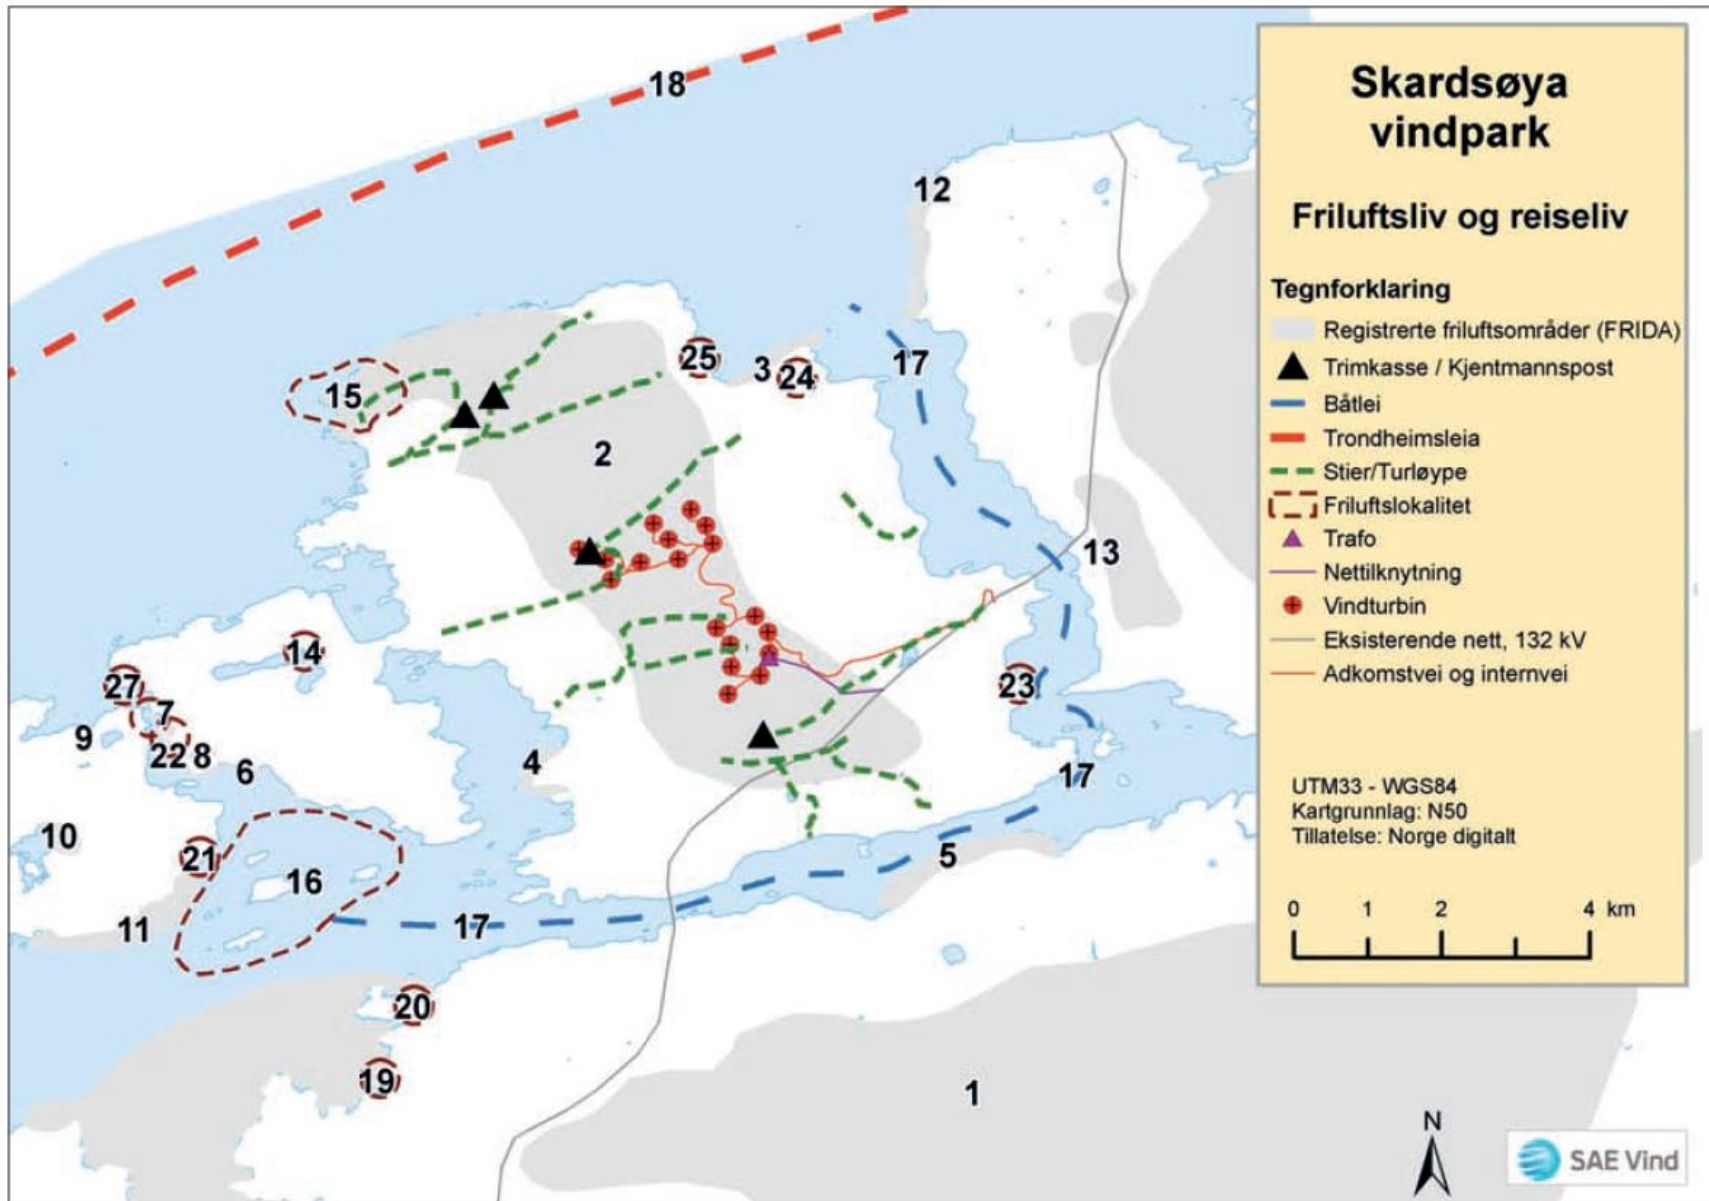 Skardsøya
vindpark
Friluftsliv og reiseliv
Tegnforklaring
Registrerte friluftsområder (FRIDA)
Trimkasse / Kjentmannspost
Båtlei
Trondheimsleia
Stier/Turløype
Friluftslokalitet
Trafo
Nettilknytning
Vindturbin
Eksisterende nett, 132 kV
Adkomstvei og internvei
UTM33 - WGS84
Kartgrunnlag: N50
Tillatelse: Norge digitalt
0 1 2 4 km
18
12
25
3
24
17
15
2
13
14
27
7
9
22
8
6
4
23
17
10
21
16
5
11
17
20
19
1
N
SAE Vind